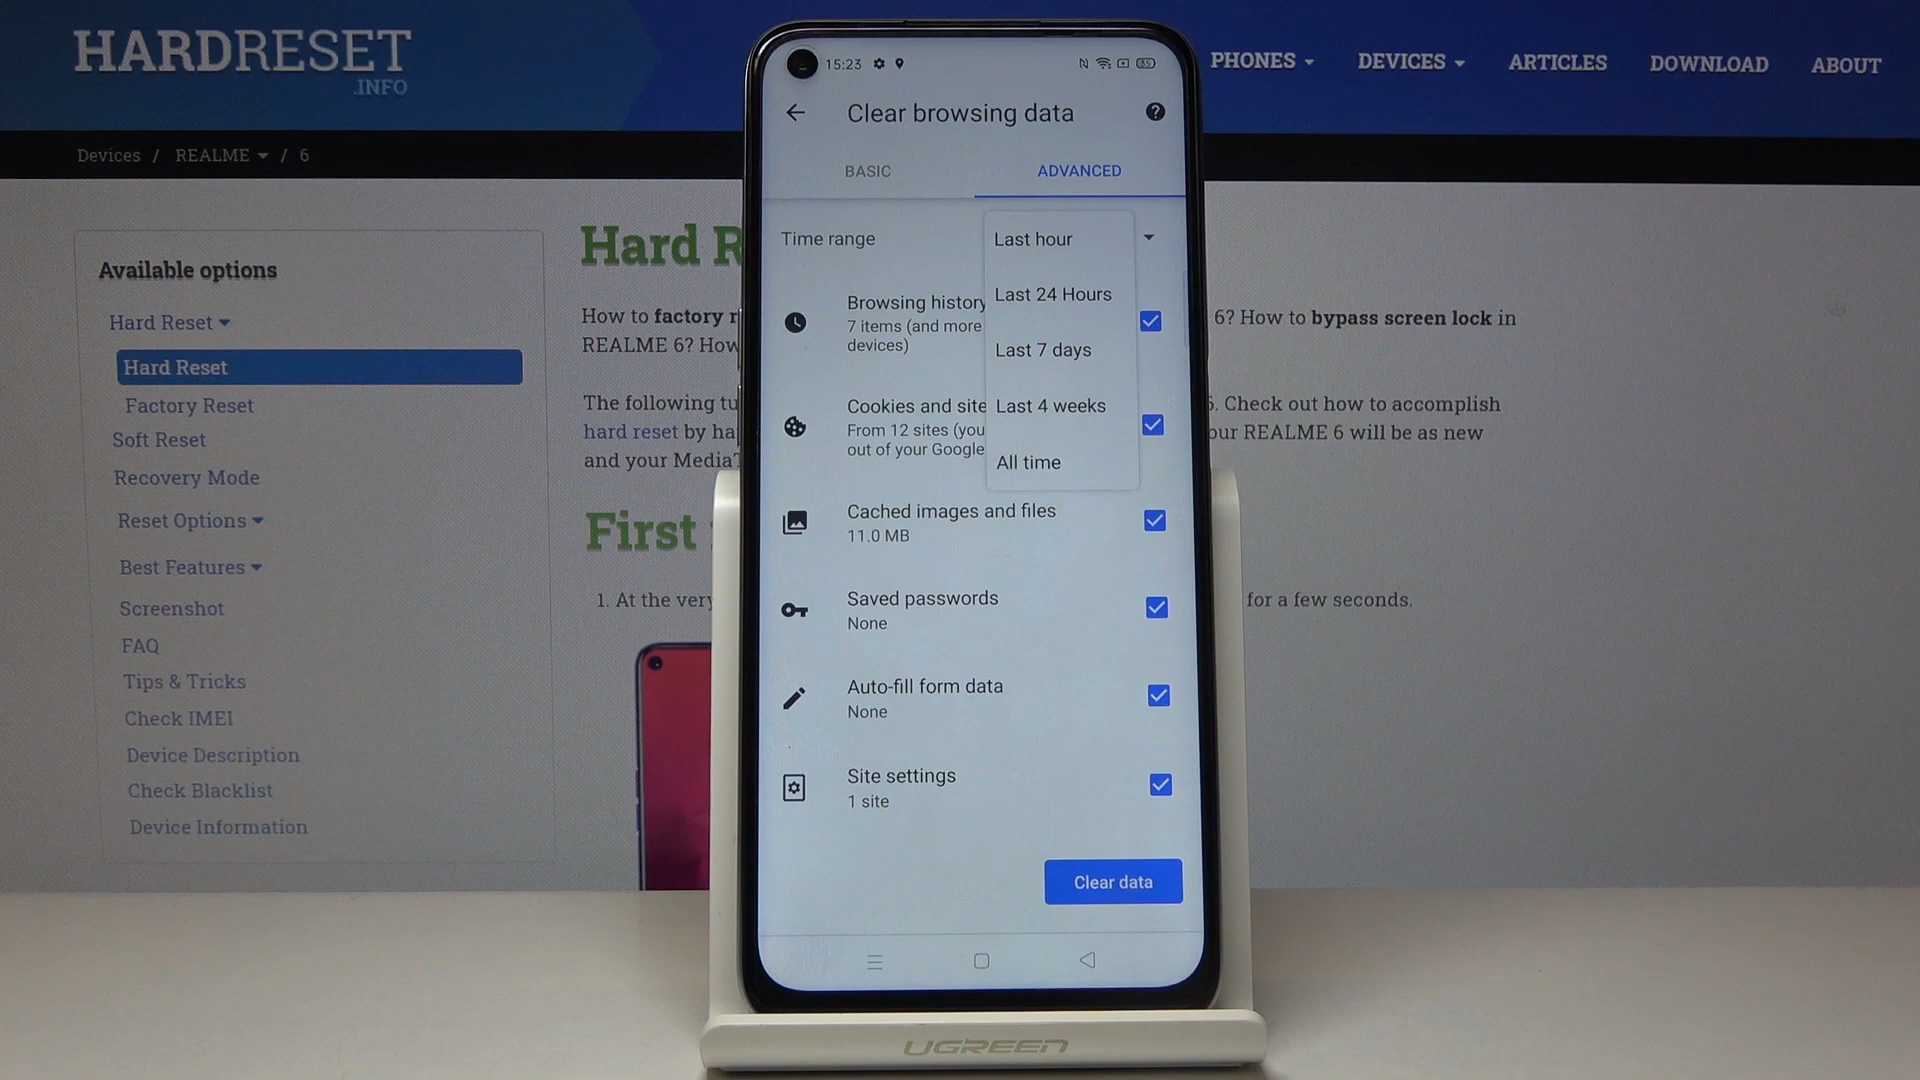 HARDRESET
.INFO
PHONES
DEVICES
ARTICLES
DOWNLOAD
ABOUT
Devices / REALME / 6
Available options
Hard Reset
Hard Reset
Factory Reset
Soft Reset
Recovery Mode
Reset Options
Best Features
Screenshot
FAQ
Tips & Tricks
Check IMEI
Device Description
Check Blacklist
Device Information
Hard R
How to factory r
6? How to bypass screen lock in
REALME 6? How
The following tu
6. Check out how to accomplish
hard reset by ha
our REALME 6 will be as new
and your MediaT
First
1. At the very
for a few seconds.
15:23
85
Clear browsing data
BASIC
ADVANCED
Time range
Last hour
Last 24 Hours
Last 7 days
Last 4 weeks
All time
Browsing history
7 items (and more
devices)
Cookies and site
From 12 sites (you
out of your Google
Cached images and files
11.0 MB
Saved passwords
None
Auto-fill form data
None
Site settings
1 site
Clear data
UGREEN